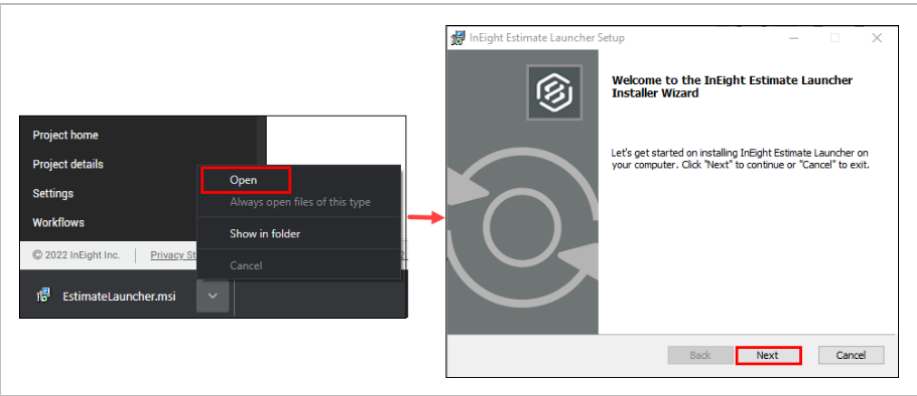 Project home
Project details
Settings
Workflows
Open
Always open files of this type
Show in folder
Cancel
© 2022 InEight Inc.
Privacy St
2.
EstimateLauncher.msi
InEight Estimate Launcher Setup
Welcome to the InEight Estimate Launcher
Installer Wizard
Let's get started on installing InEight Estimate Launcher on
your computer. Click "Next" to continue or "Cancel" to exit.
Back
Next
Cancel